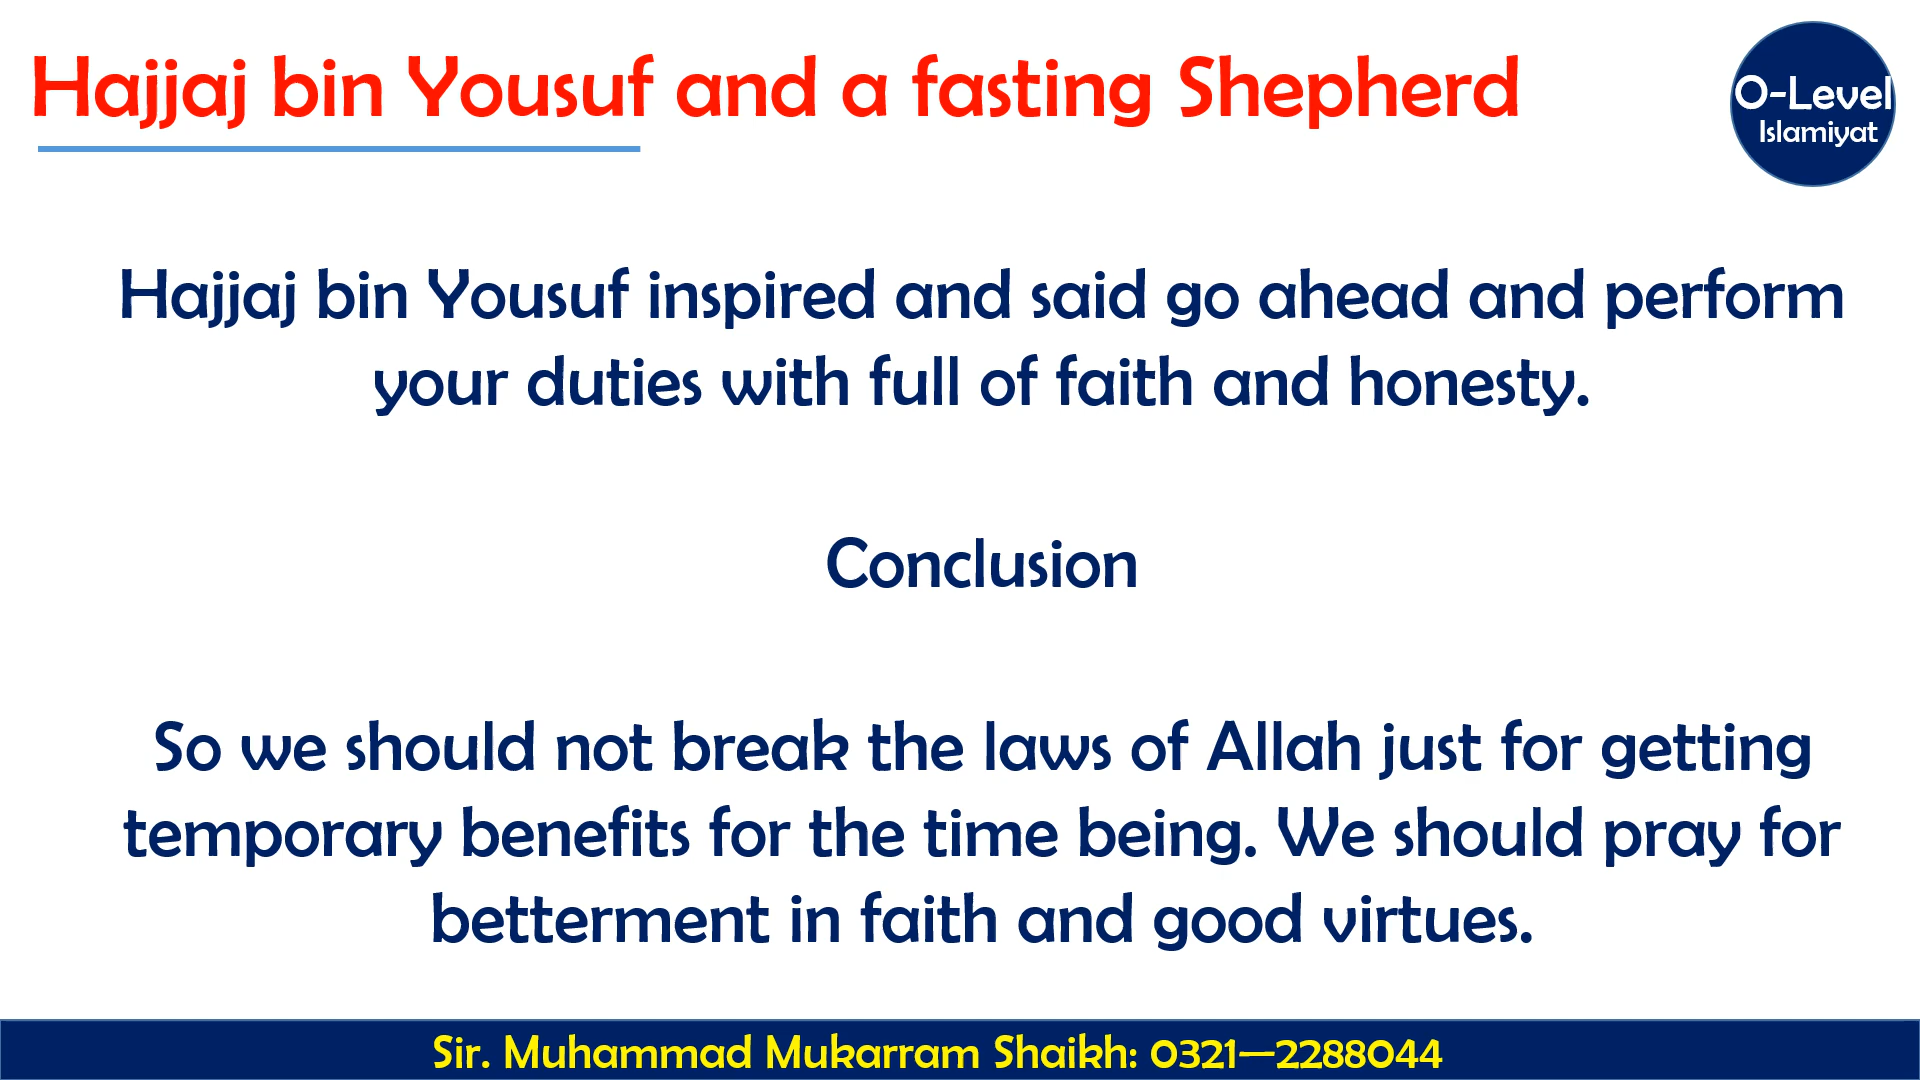 Hajjaj bin Yousuf and a fasting Shepherd
O-Level
Islamiyat
Hajjaj bin Yousuf inspired and said go ahead and perform
your duties with full of faith and honesty.
Conclusion
So we should not break the laws of Allah just for getting
temporary benefits for the time being. We should pray for
betterment in faith and good virtues.
Sir. Muhammad Mukarram Shaikh: 0321—2288044